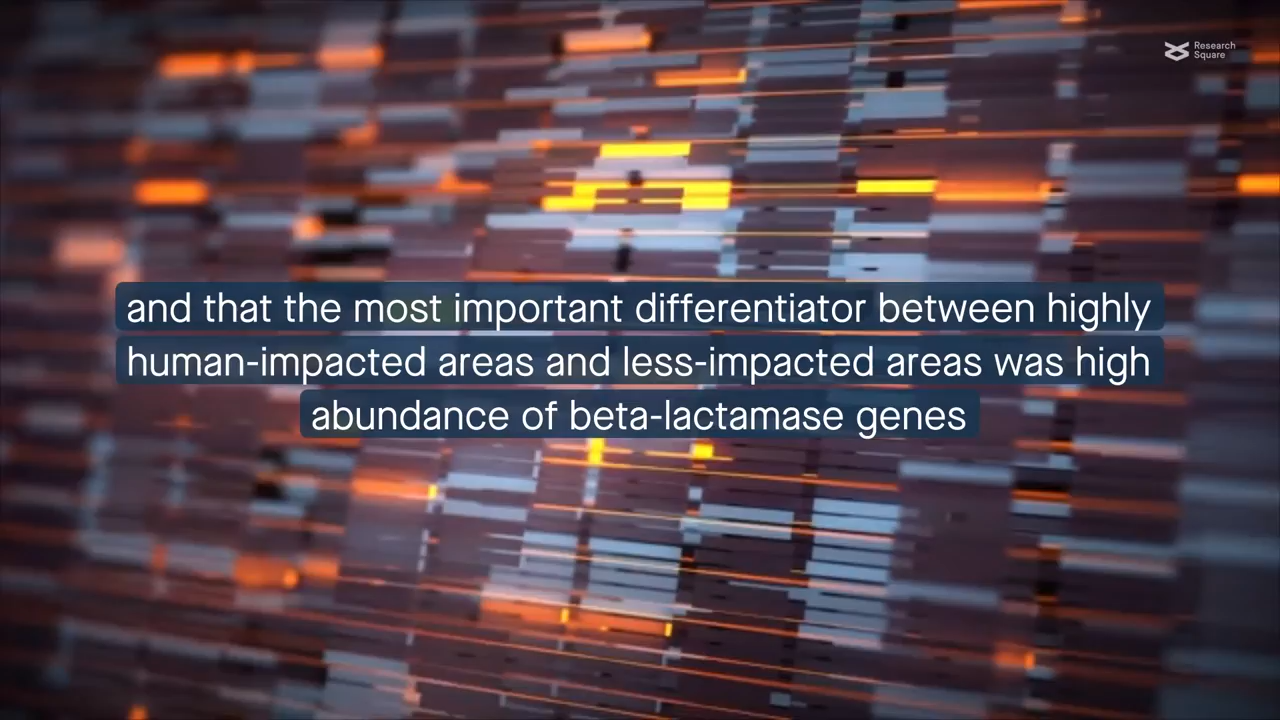 Research
Square
and that the most important differentiator between highly
human-impacted areas and less-impacted areas was high
abundance of beta-lactamase genes